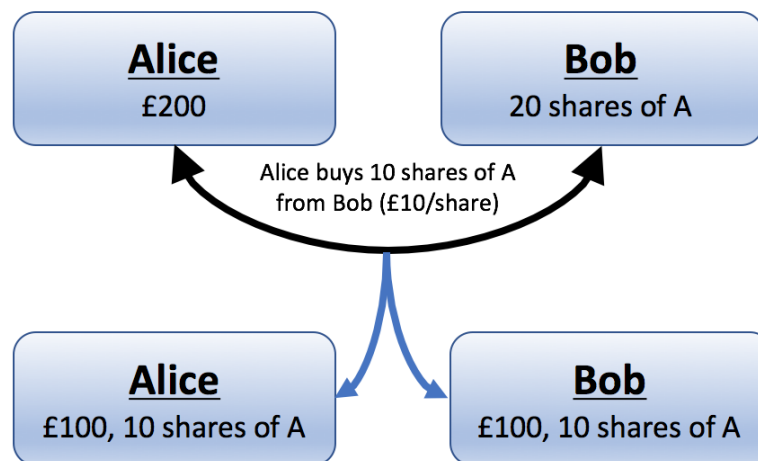 Alice
£200
Bob
20 shares of A
Alice buys 10 shares of A
from Bob (£10/share)
Alice
£100, 10 shares of A
Bob
£100, 10 shares of A